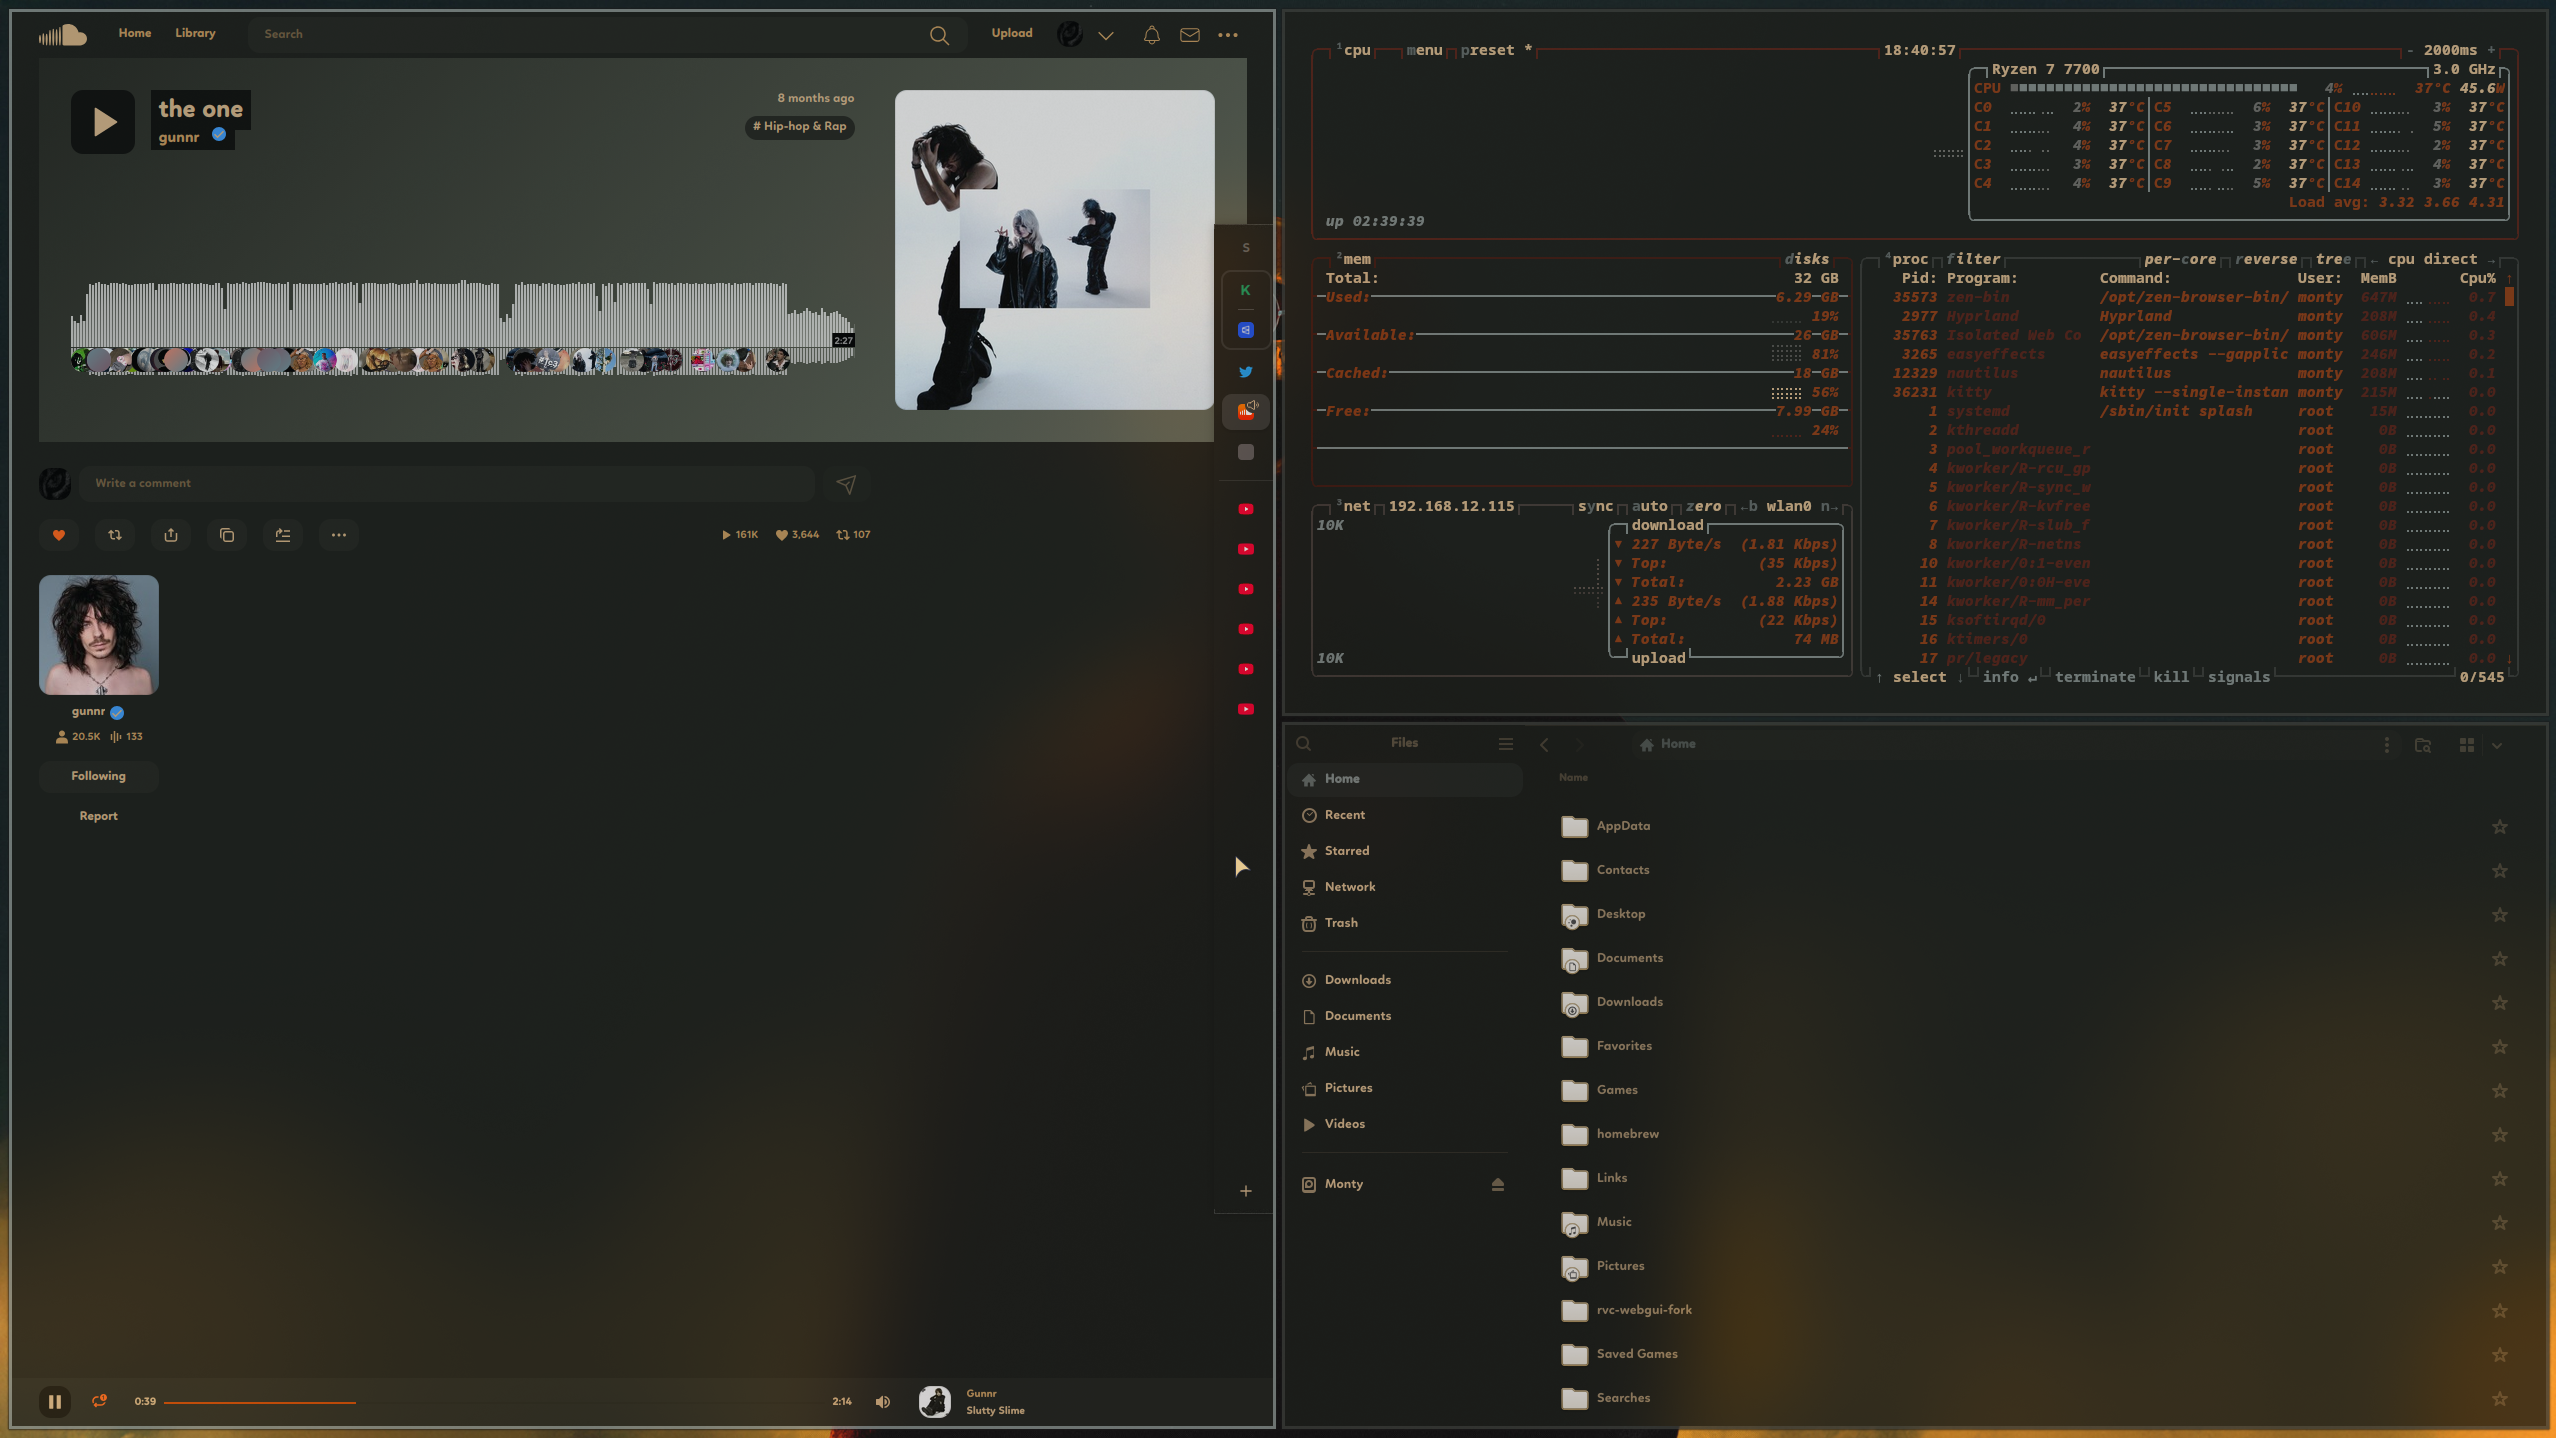 Home Library Search Upload
the one
gunnr
8 months ago
# Hip-hop & Rap
2:27
Write a comment
161K 3,644 107
gunnr
20.5K 133
Following
Report
0:39 2:14
Gunnr
Slutty Slime
S
K
+
1cpu menu preset * 18:40:57 - 2000ms +
Ryzen 7 7700 3.0 GHz
CPU 4% 37°C 45.6W
C0 2% 37°C C5 6% 37°C C10 3% 37°C
C1 4% 37°C C6 3% 37°C C11 5% 37°C
C2 4% 37°C C7 3% 37°C C12 2% 37°C
C3 3% 37°C C8 2% 37°C C13 4% 37°C
C4 4% 37°C C9 5% 37°C C14 3% 37°C
Load avg: 3.32 3.66 4.31
up 02:39:39
2mem disks
Total: 32 GB
Used: 6.29 GB
19%
Available: 26 GB
81%
Cached: 18 GB
56%
Free: 7.99 GB
24%
3net 192.168.12.115 sync auto zero ←b wlan0 n→
10K
download
▼ 227 Byte/s (1.81 Kbps)
▼ Top: (35 Kbps)
▼ Total: 2.23 GB
▲ 235 Byte/s (1.88 Kbps)
▲ Top: (22 Kbps)
▲ Total: 74 MB
10K
upload
4proc filter per-core reverse tree ← cpu direct →
Pid: Program: Command: User: MemB Cpu% ↑
35573 zen-bin /opt/zen-browser-bin/ monty 647M 0.7
2977 Hyprland Hyprland monty 208M 0.4
35763 Isolated Web Co /opt/zen-browser-bin/ monty 606M 0.3
3265 easyeffects easyeffects --gapplic monty 246M 0.2
12329 nautilus nautilus monty 208M 0.1
36231 kitty kitty --single-instan monty 215M 0.0
1 systemd /sbin/init splash root 15M 0.0
2 kthreadd root 0B 0.0
3 pool_workqueue_r root 0B 0.0
4 kworker/R-rcu_gp root 0B 0.0
5 kworker/R-sync_w root 0B 0.0
6 kworker/R-kvfree root 0B 0.0
7 kworker/R-slub_f root 0B 0.0
8 kworker/R-netns root 0B 0.0
10 kworker/0:1-even root 0B 0.0
11 kworker/0:0H-eve root 0B 0.0
14 kworker/R-mm_per root 0B 0.0
15 ksoftirqd/0 root 0B 0.0
16 ktimers/0 root 0B 0.0
17 pr/legacy root 0B 0.0 ↓
↑ select ↓ info ↵ terminate kill signals 0/545
Files
Home
Home
Recent
Starred
Network
Trash
Downloads
Documents
Music
Pictures
Videos
Monty
Name
AppData
Contacts
Desktop
Documents
Downloads
Favorites
Games
homebrew
Links
Music
Pictures
rvc-webgui-fork
Saved Games
Searches